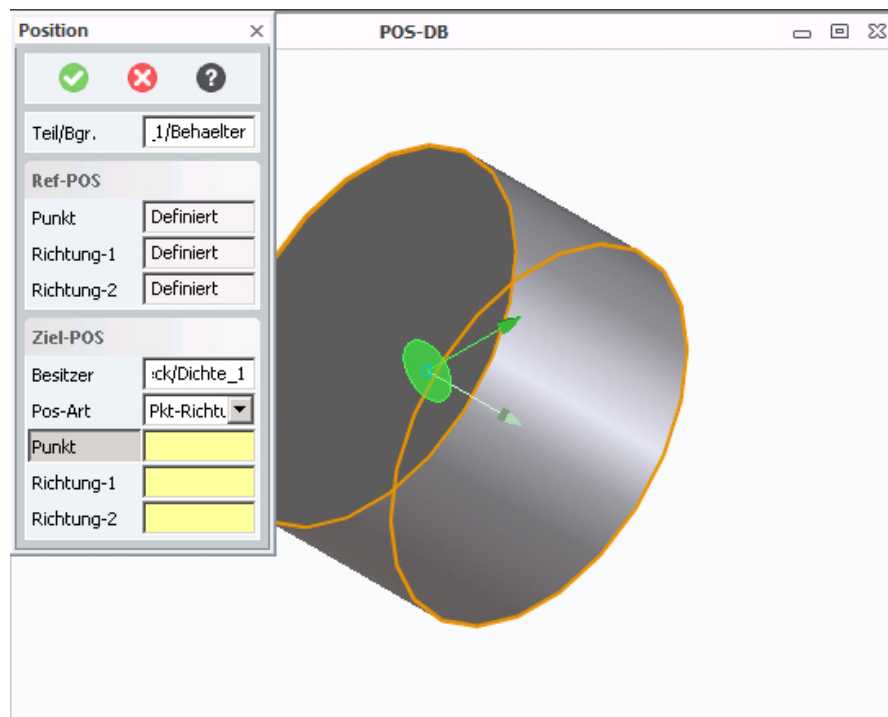 Position
POS-DB
Teil/Bgr. _1/Behaelter
Ref-POS
Punkt Definiert
Richtung-1 Definiert
Richtung-2 Definiert
Ziel-POS
Besitzer :ck/Dichte_1
Pos-Art Pkt-Richtu
Punkt
Richtung-1
Richtung-2